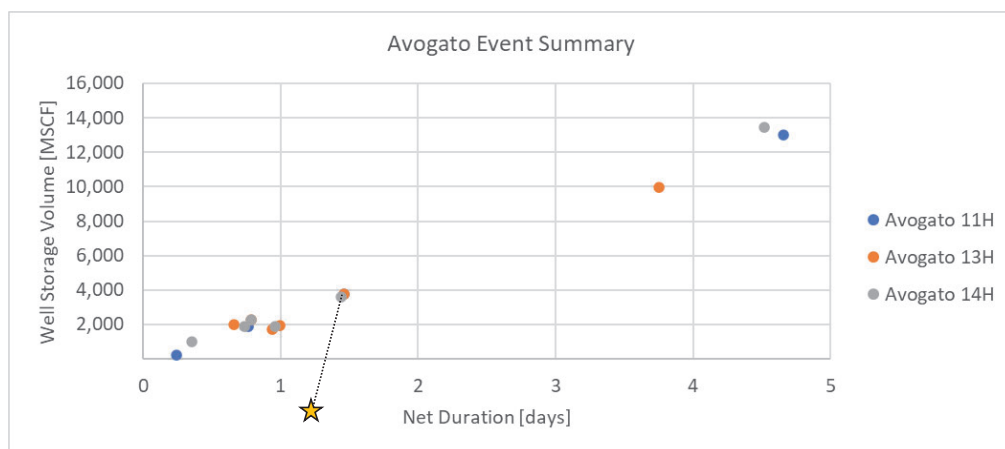 Avogato Event Summary
Well Storage Volume [MSCF]
16,000
14,000
12,000
10,000
8,000
6,000
4,000
2,000
0
1
2
3
4
5
Net Duration [days]
Avogato 11H
Avogato 13H
Avogato 14H